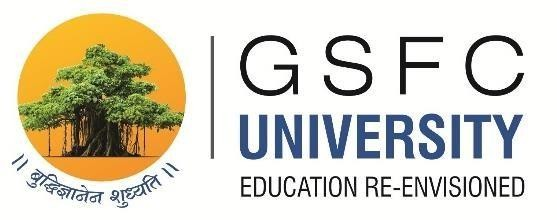 GSFC
UNIVERSITY
EDUCATION RE-ENVISIONED
॥ बुद्धिर्ज्ञानेन शुध्यति ॥